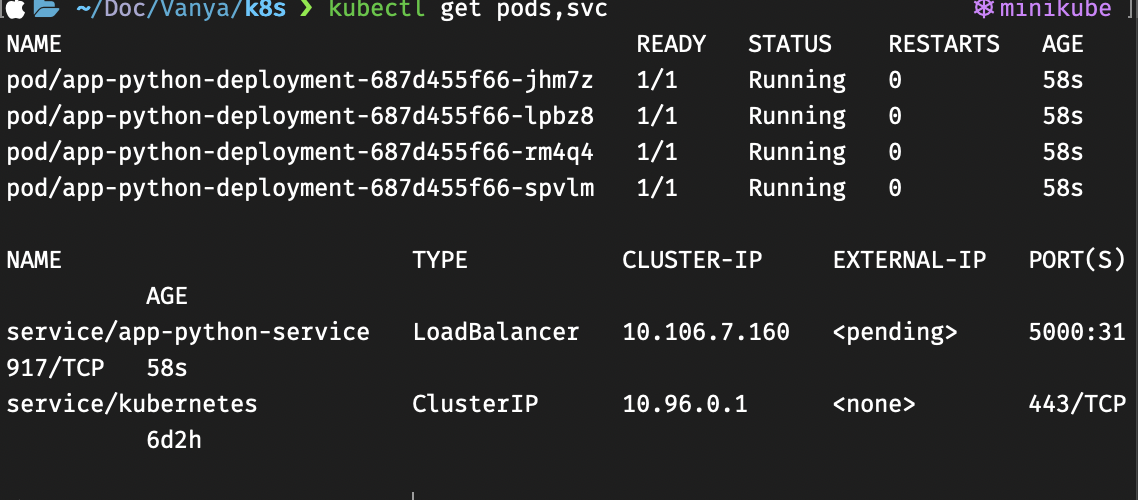 ~/Doc/Vanya/k8s ❯ kubectl get pods,svc ⎈ minikube
NAME READY STATUS RESTARTS AGE
pod/app-python-deployment-687d455f66-jhm7z 1/1 Running 0 58s
pod/app-python-deployment-687d455f66-lpbz8 1/1 Running 0 58s
pod/app-python-deployment-687d455f66-rm4q4 1/1 Running 0 58s
pod/app-python-deployment-687d455f66-spvlm 1/1 Running 0 58s
NAME TYPE CLUSTER-IP EXTERNAL-IP PORT(S)
AGE
service/app-python-service LoadBalancer 10.106.7.160 <pending> 5000:31
917/TCP 58s
service/kubernetes ClusterIP 10.96.0.1 <none> 443/TCP
6d2h